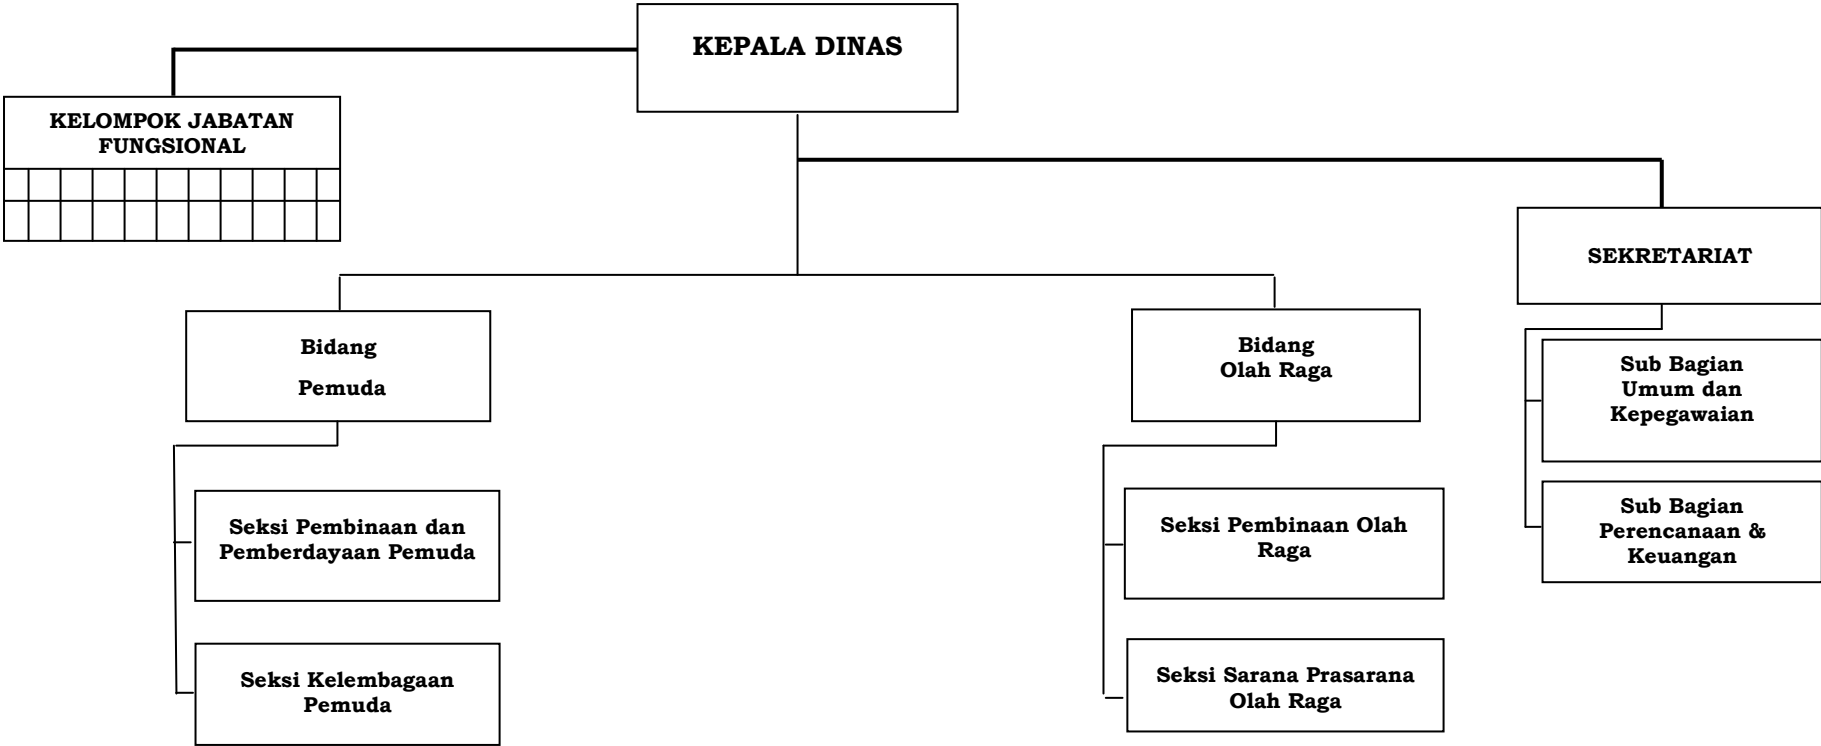 KEPALA DINAS
KELOMPOK JABATAN
FUNGSIONAL
SEKRETARIAT
Bidang
Pemuda
Bidang
Olah Raga
Sub Bagian
Umum dan
Kepegawaian
Sub Bagian
Perencanaan &
Keuangan
Seksi Pembinaan dan
Pemberdayaan Pemuda
Seksi Pembinaan Olah
Raga
Seksi Kelembagaan
Pemuda
Seksi Sarana Prasarana
Olah Raga